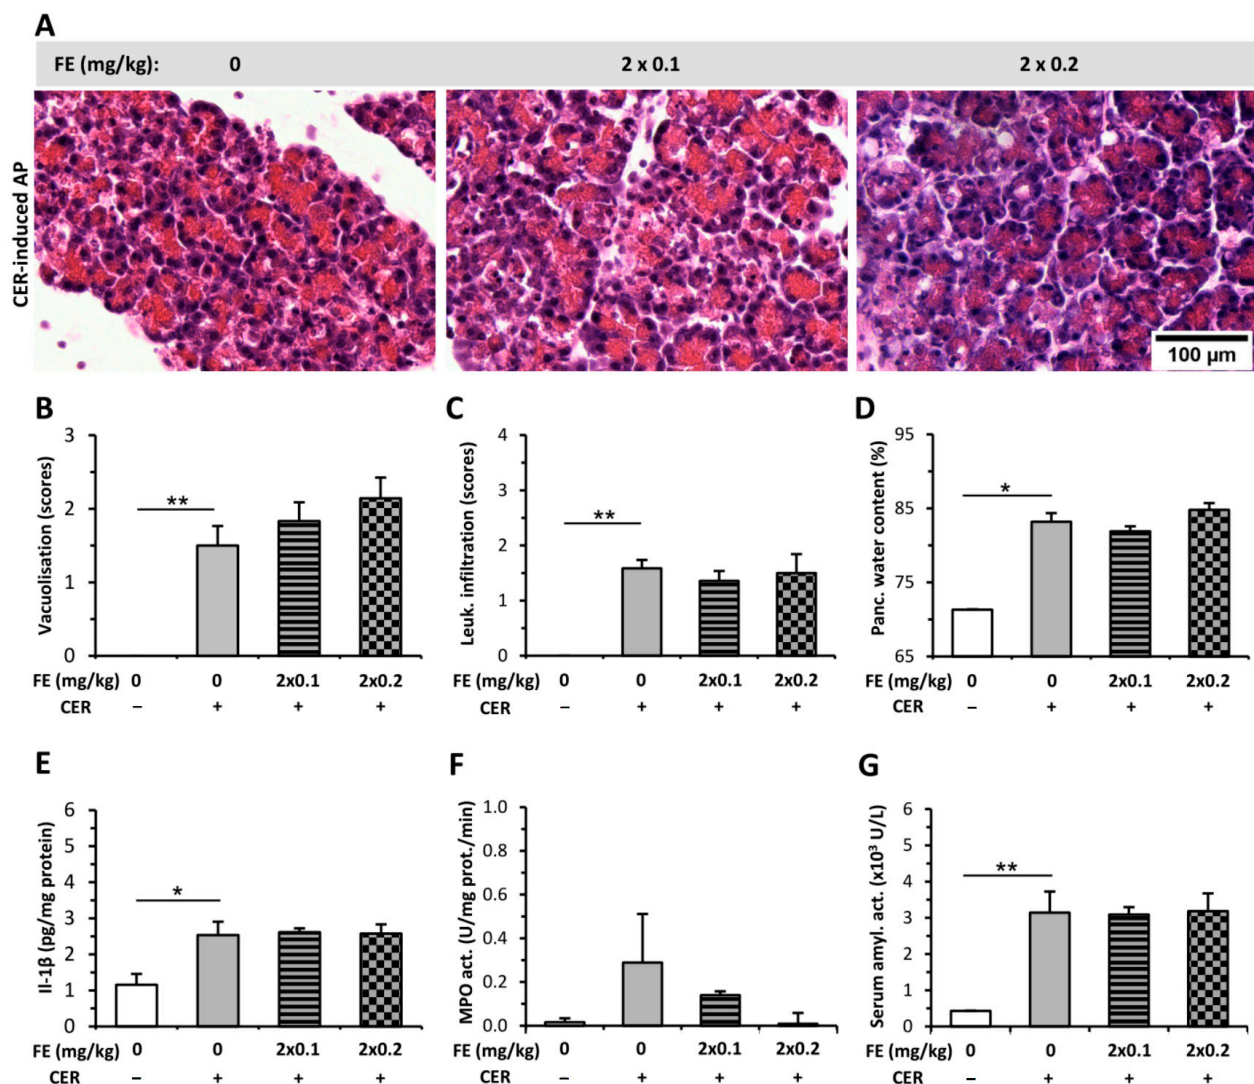 A
FE (mg/kg): 0 2 x 0.1 2 x 0.2
CER-induced AP
100 µm
B
Vacuolisation (scores)
3
2
1
0
**
FE (mg/kg) 0 0 2x0.1 2x0.2
CER – + + +
C
Leuk. infiltration (scores)
4
3
2
1
0
**
FE (mg/kg) 0 0 2x0.1 2x0.2
CER – + + +
D
Panc. water content (%)
95
85
75
65
*
FE (mg/kg) 0 0 2x0.1 2x0.2
CER – + + +
E
Il-1β (pg/mg protein)
6
5
4
3
2
1
0
*
FE (mg/kg) 0 0 2x0.1 2x0.2
CER – + + +
F
MPO act. (U/mg prot./min)
1.0
0.8
0.6
0.4
0.2
0.0
FE (mg/kg) 0 0 2x0.1 2x0.2
CER – + + +
G
Serum amyl. act. (x10³ U/L)
6
5
4
3
2
1
0
**
FE (mg/kg) 0 0 2x0.1 2x0.2
CER – + + +